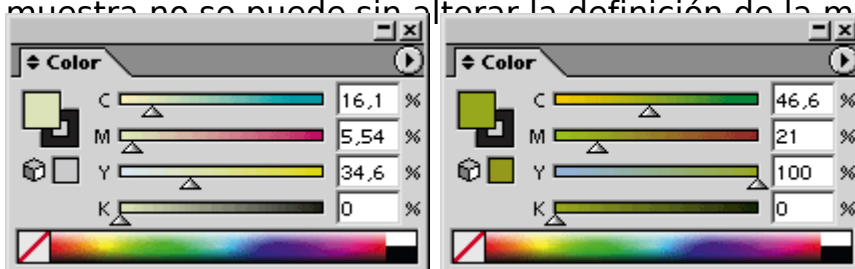 muestra no se puede sin alterar la definición de la m
Color Color
C 16,1 % C 46,6 %
M 5,54 % M 21 %
Y 34,6 % Y 100 %
K 0 % K 0 %